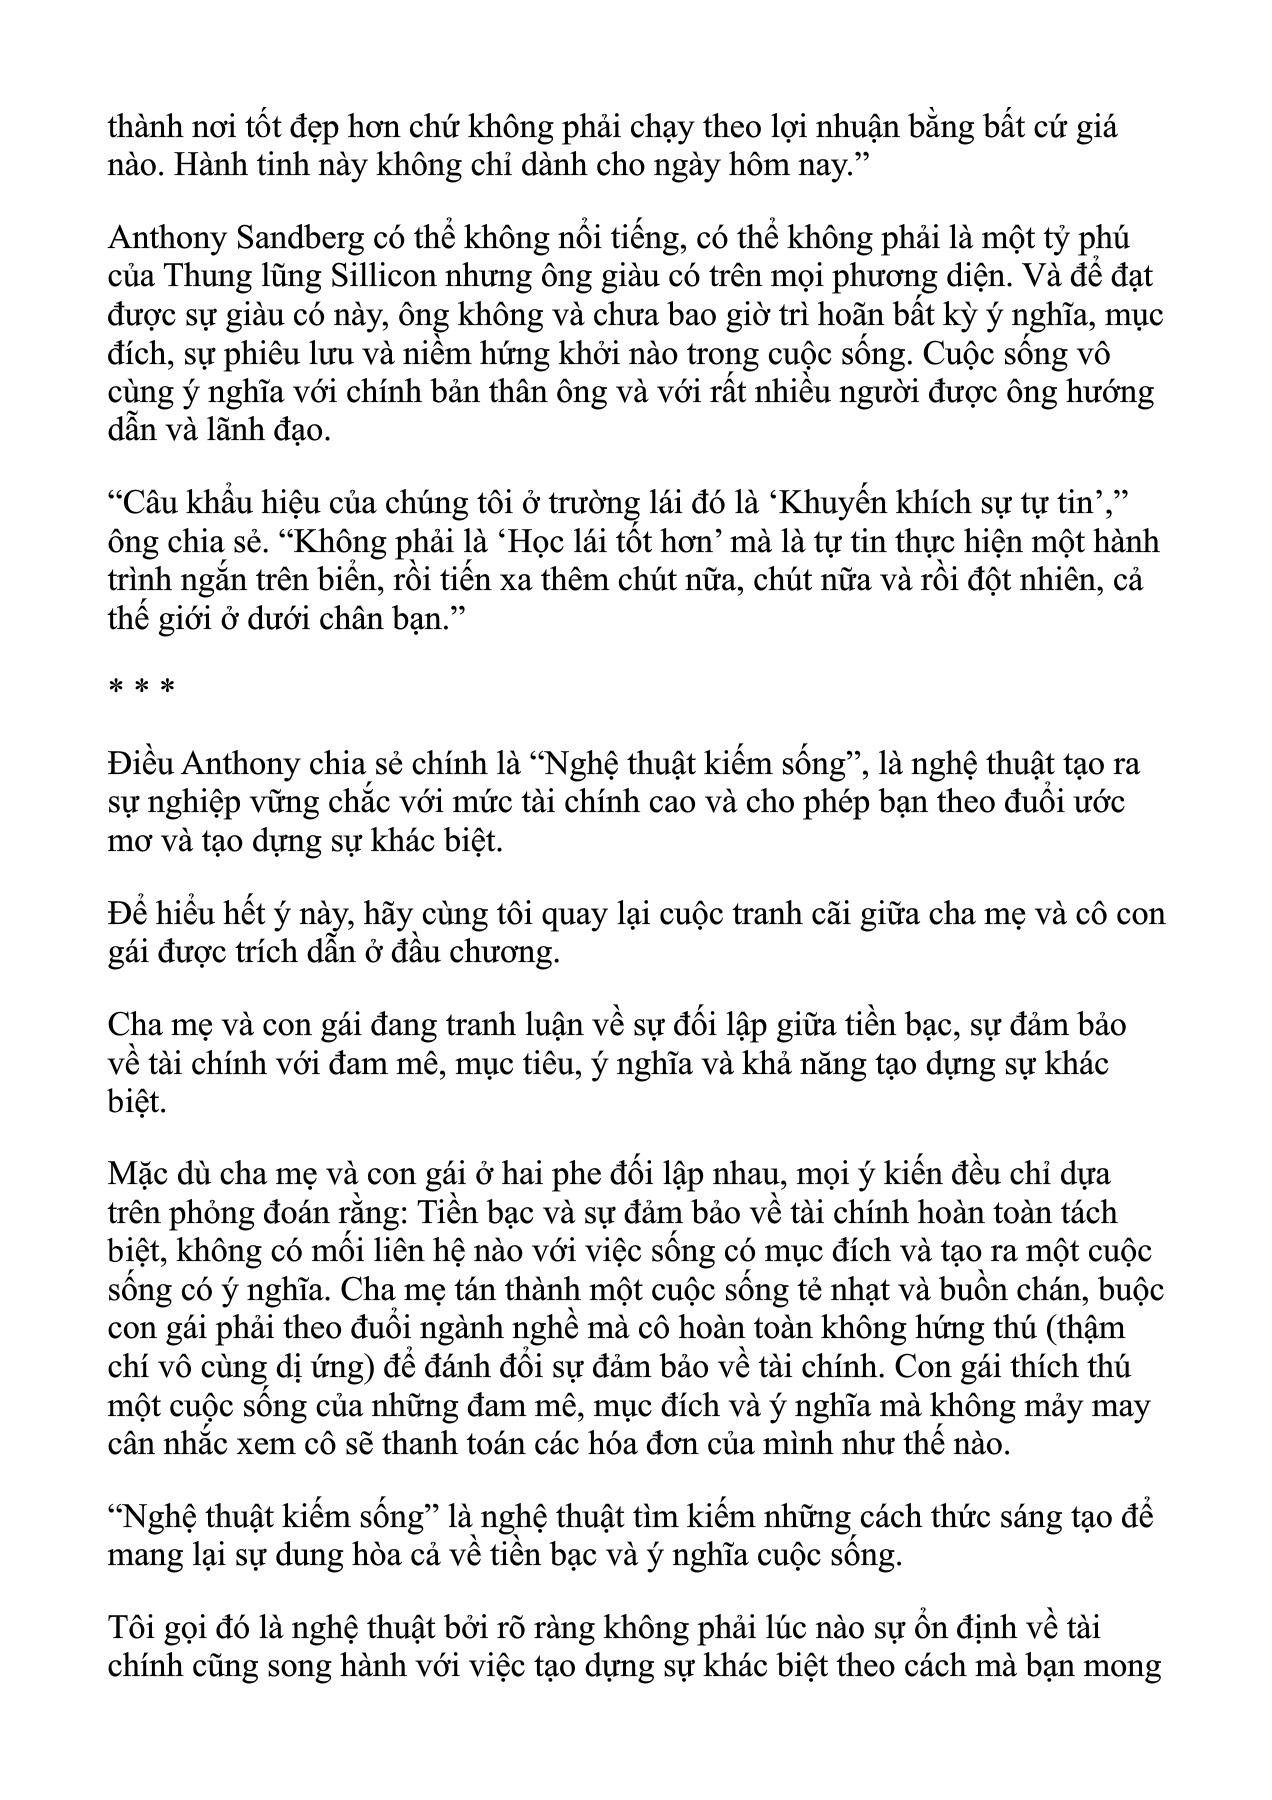 thành nơi tốt đẹp hơn chứ không phải chạy theo lợi nhuận bằng bất cứ giá
nào. Hành tinh này không chỉ dành cho ngày hôm nay.”
Anthony Sandberg có thể không nổi tiếng, có thể không phải là một tỷ phú
của Thung lũng Sillicon nhưng ông giàu có trên mọi phương diện. Và để đạt
được sự giàu có này, ông không và chưa bao giờ trì hoãn bất kỳ ý nghĩa, mục
đích, sự phiêu lưu và niềm hứng khởi nào trong cuộc sống. Cuộc sống vô
cùng ý nghĩa với chính bản thân ông và với rất nhiều người được ông hướng
dẫn và lãnh đạo.
“Câu khẩu hiệu của chúng tôi ở trường lái đó là ‘Khuyến khích sự tự tin’,”
ông chia sẻ. “Không phải là ‘Học lái tốt hơn’ mà là tự tin thực hiện một hành
trình ngắn trên biển, rồi tiến xa thêm chút nữa, chút nữa và rồi đột nhiên, cả
thế giới ở dưới chân bạn.”
* * *
Điều Anthony chia sẻ chính là “Nghệ thuật kiếm sống”, là nghệ thuật tạo ra
sự nghiệp vững chắc với mức tài chính cao và cho phép bạn theo đuổi ước
mơ và tạo dựng sự khác biệt.
Để hiểu hết ý này, hãy cùng tôi quay lại cuộc tranh cãi giữa cha mẹ và cô con
gái được trích dẫn ở đầu chương.
Cha mẹ và con gái đang tranh luận về sự đối lập giữa tiền bạc, sự đảm bảo
về tài chính với đam mê, mục tiêu, ý nghĩa và khả năng tạo dựng sự khác
biệt.
Mặc dù cha mẹ và con gái ở hai phe đối lập nhau, mọi ý kiến đều chỉ dựa
trên phỏng đoán rằng: Tiền bạc và sự đảm bảo về tài chính hoàn toàn tách
biệt, không có mối liên hệ nào với việc sống có mục đích và tạo ra một cuộc
sống có ý nghĩa. Cha mẹ tán thành một cuộc sống tẻ nhạt và buồn chán, buộc
con gái phải theo đuổi ngành nghề mà cô hoàn toàn không hứng thú (thậm
chí vô cùng dị ứng) để đánh đổi sự đảm bảo về tài chính. Con gái thích thú
một cuộc sống của những đam mê, mục đích và ý nghĩa mà không mảy may
cân nhắc xem cô sẽ thanh toán các hóa đơn của mình như thế nào.
“Nghệ thuật kiếm sống” là nghệ thuật tìm kiếm những cách thức sáng tạo để
mang lại sự dung hòa cả về tiền bạc và ý nghĩa cuộc sống.
Tôi gọi đó là nghệ thuật bởi rõ ràng không phải lúc nào sự ổn định về tài
chính cũng song hành với việc tạo dựng sự khác biệt theo cách mà bạn mong